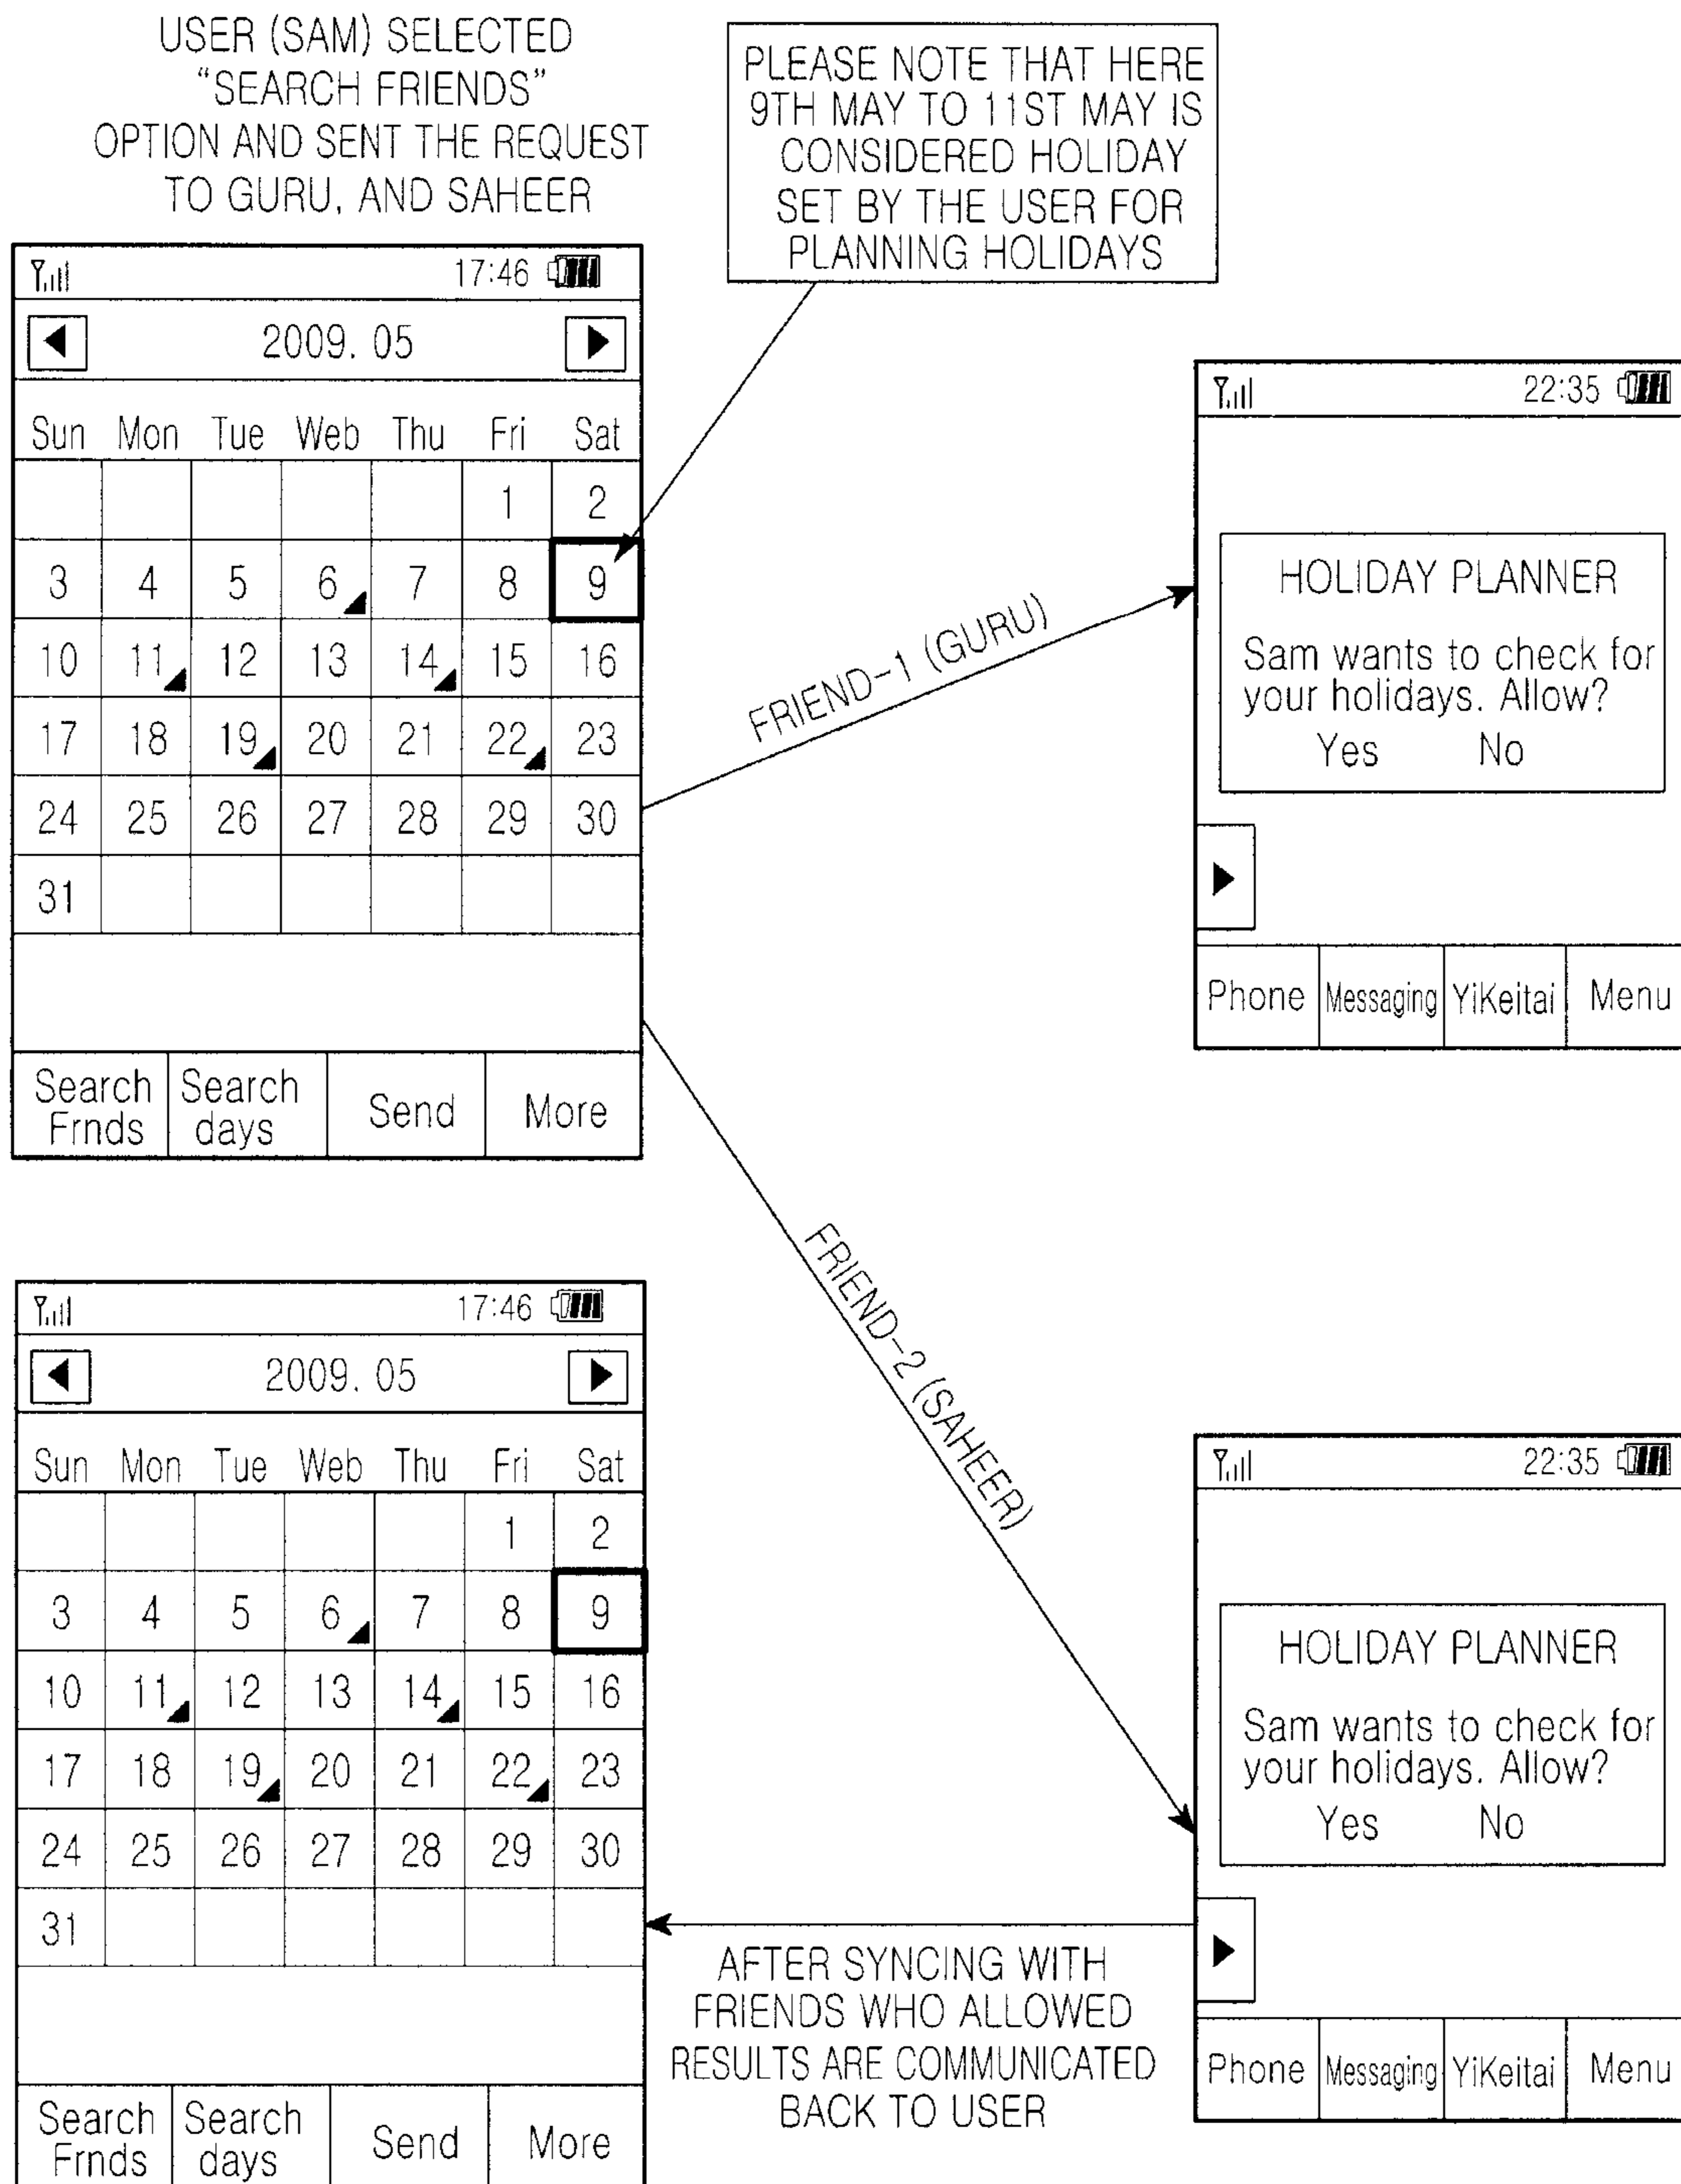 USER (SAM) SELECTED
“SEARCH FRIENDS”
OPTION AND SENT THE REQUEST
TO GURU, AND SAHEER
PLEASE NOTE THAT HERE
9TH MAY TO 11ST MAY IS
CONSIDERED HOLIDAY
SET BY THE USER FOR
PLANNING HOLIDAYS
17:46
2009. 05
Sun Mon Tue Web Thu Fri Sat
1 2
3 4 5 6 7 8 9
10 11 12 13 14 15 16
17 18 19 20 21 22 23
24 25 26 27 28 29 30
31
Search Frnds
Search days
Send
More
FRIEND-1 (GURU)
22:35
HOLIDAY PLANNER
Sam wants to check for
your holidays. Allow?
Yes No
Phone Messaging YiKeitai Menu
FRIEND-2 (SAHEER)
22:35
HOLIDAY PLANNER
Sam wants to check for
your holidays. Allow?
Yes No
Phone Messaging YiKeitai Menu
AFTER SYNCING WITH
FRIENDS WHO ALLOWED
RESULTS ARE COMMUNICATED
BACK TO USER
17:46
2009. 05
Sun Mon Tue Web Thu Fri Sat
1 2
3 4 5 6 7 8 9
10 11 12 13 14 15 16
17 18 19 20 21 22 23
24 25 26 27 28 29 30
31
Search Frnds
Search days
Send
More